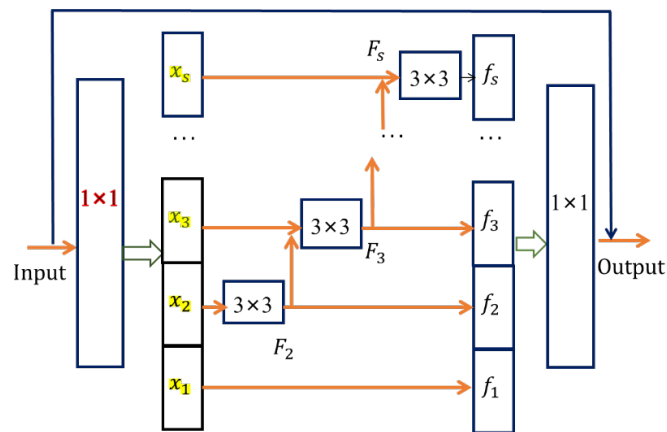 x_s
F_s
3×3
f_s
...
...
...
1×1
x_3
3×3
f_3
1×1
Input
F_3
Output
x_2
3×3
f_2
F_2
x_1
f_1